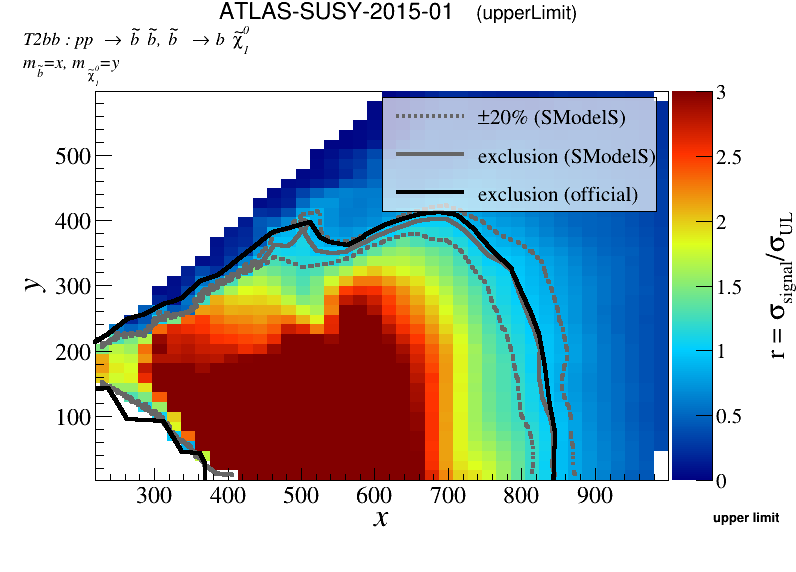 ATLAS-SUSY-2015-01 (upperLimit)
T2bb : pp → b̃ b̃, b̃ → b χ̃⁰₁
m_b̃=x, m_χ̃⁰₁=y
±20% (SModelS)
exclusion (SModelS)
exclusion (official)
500
400
300
200
100
y
300 400 500 600 700 800 900
x
3
2.5
2
1.5
1
0.5
0
r = σ_signal/σ_UL
upper limit